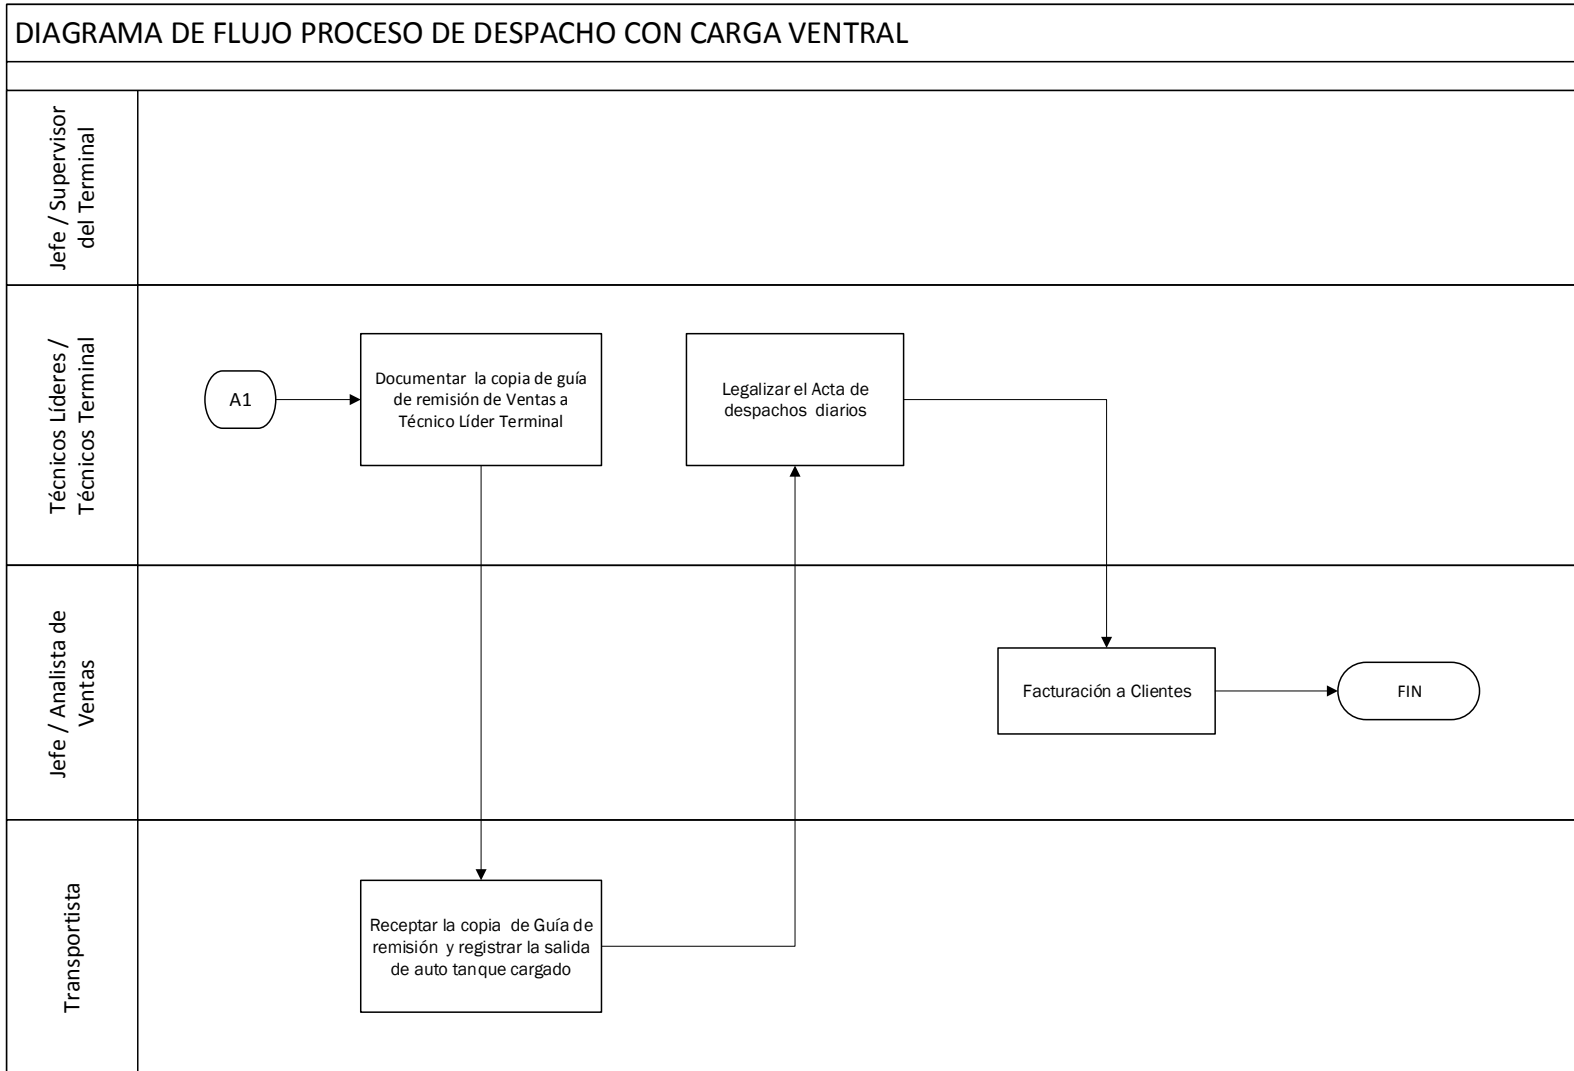 DIAGRAMA DE FLUJO PROCESO DE DESPACHO CON CARGA VENTRAL
Jefe / Supervisor
del Terminal
Técnicos Líderes /
Técnicos Terminal
A1
Documentar la copia de guía
de remisión de Ventas a
Técnico Líder Terminal
Legalizar el Acta de
despachos diarios
Jefe / Analista de
Ventas
Facturación a Clientes
FIN
Transportista
Receptar la copia de Guía de
remisión y registrar la salida
de auto tanque cargado